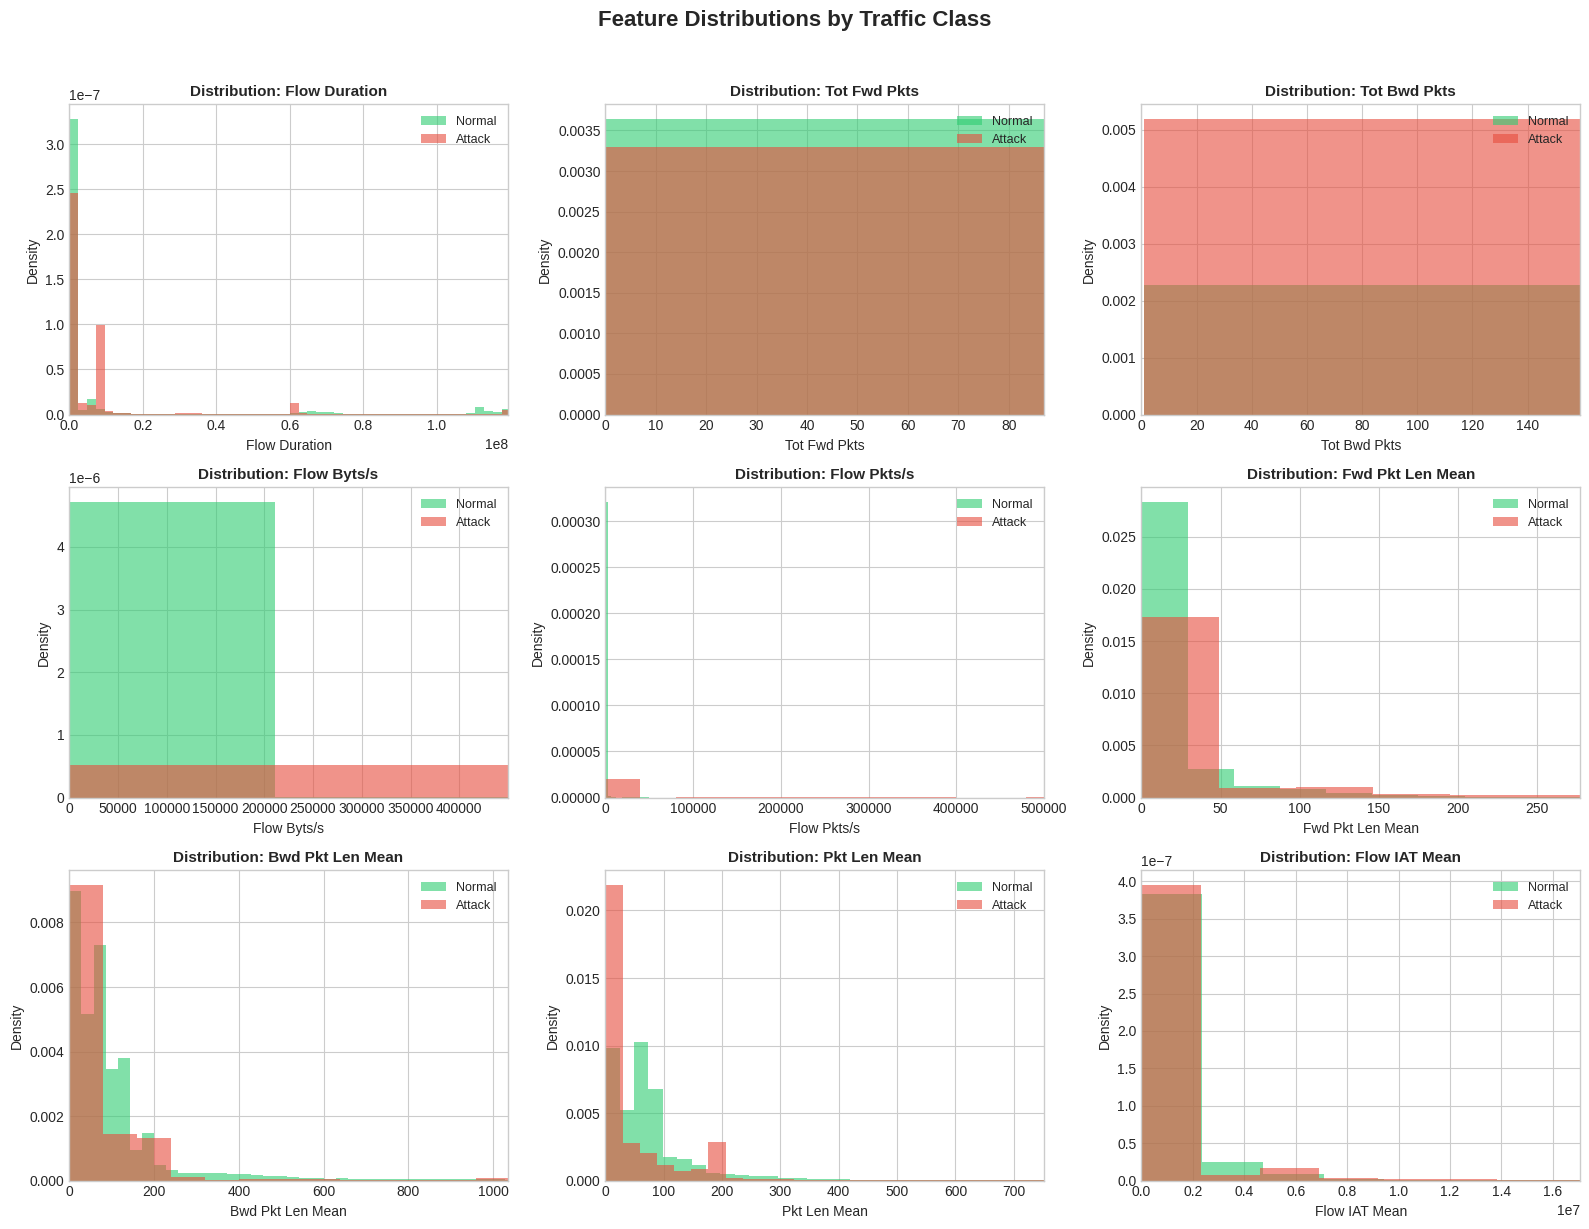 Feature Distributions by Traffic Class
Distribution: Flow Duration
1e−7
3.0
2.5
2.0
1.5
1.0
0.5
0.0
Density
Normal
Attack
0.0 0.2 0.4 0.6 0.8 1.0
1e8
Flow Duration
Distribution: Tot Fwd Pkts
0.0035
0.0030
0.0025
0.0020
0.0015
0.0010
0.0005
0.0000
Density
Normal
Attack
0 10 20 30 40 50 60 70 80
Tot Fwd Pkts
Distribution: Tot Bwd Pkts
0.005
0.004
0.003
0.002
0.001
0.000
Density
Normal
Attack
0 20 40 60 80 100 120 140
Tot Bwd Pkts
Distribution: Flow Byts/s
1e−6
4
3
2
1
0
Density
Normal
Attack
0 50000 100000 150000 200000 250000 300000 350000 400000
Flow Byts/s
Distribution: Flow Pkts/s
0.00030
0.00025
0.00020
0.00015
0.00010
0.00005
0.00000
Density
Normal
Attack
0 100000 200000 300000 400000 500000
Flow Pkts/s
Distribution: Fwd Pkt Len Mean
0.025
0.020
0.015
0.010
0.005
0.000
Density
Normal
Attack
0 50 100 150 200 250
Fwd Pkt Len Mean
Distribution: Bwd Pkt Len Mean
0.008
0.006
0.004
0.002
0.000
Density
Normal
Attack
0 200 400 600 800 1000
Bwd Pkt Len Mean
Distribution: Pkt Len Mean
0.020
0.015
0.010
0.005
0.000
Density
Normal
Attack
0 100 200 300 400 500 600 700
Pkt Len Mean
Distribution: Flow IAT Mean
1e−7
4.0
3.5
3.0
2.5
2.0
1.5
1.0
0.5
0.0
Density
Normal
Attack
0.0 0.2 0.4 0.6 0.8 1.0 1.2 1.4 1.6
1e7
Flow IAT Mean